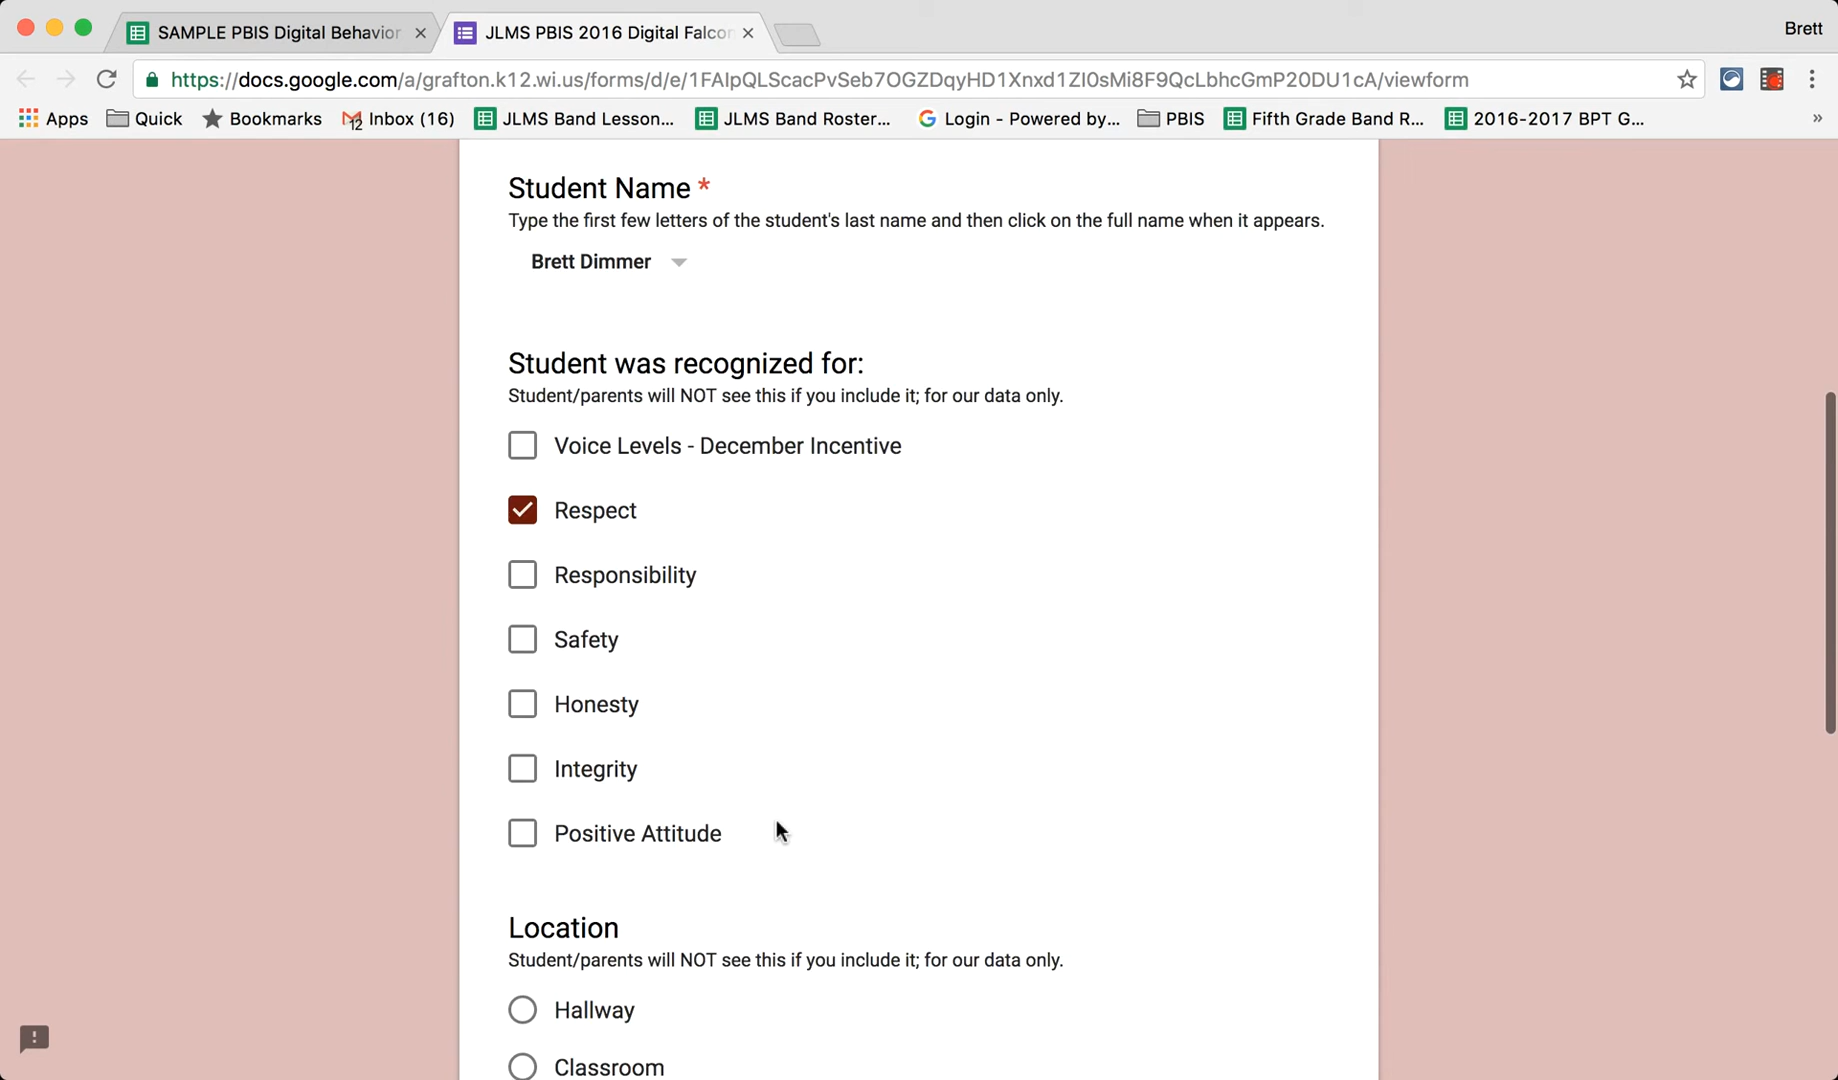 SAMPLE PBIS Digital Behavior
JLMS PBIS 2016 Digital Falcon
Brett
https://docs.google.com/a/grafton.k12.wi.us/forms/d/e/1FAIpQLScacPvSeb7OGZDqyHD1Xnxd1ZI0sMi8F9QcLbhcGmP20DU1cA/viewform
Apps Quick Bookmarks Inbox (16) JLMS Band Lesson... JLMS Band Roster... Login - Powered by... PBIS Fifth Grade Band R... 2016-2017 BPT G... »
Student Name *
Type the first few letters of the student's last name and then click on the full name when it appears.
Brett Dimmer
Student was recognized for:
Student/parents will NOT see this if you include it; for our data only.
Voice Levels - December Incentive
Respect
Responsibility
Safety
Honesty
Integrity
Positive Attitude
Location
Student/parents will NOT see this if you include it; for our data only.
Hallway
Classroom